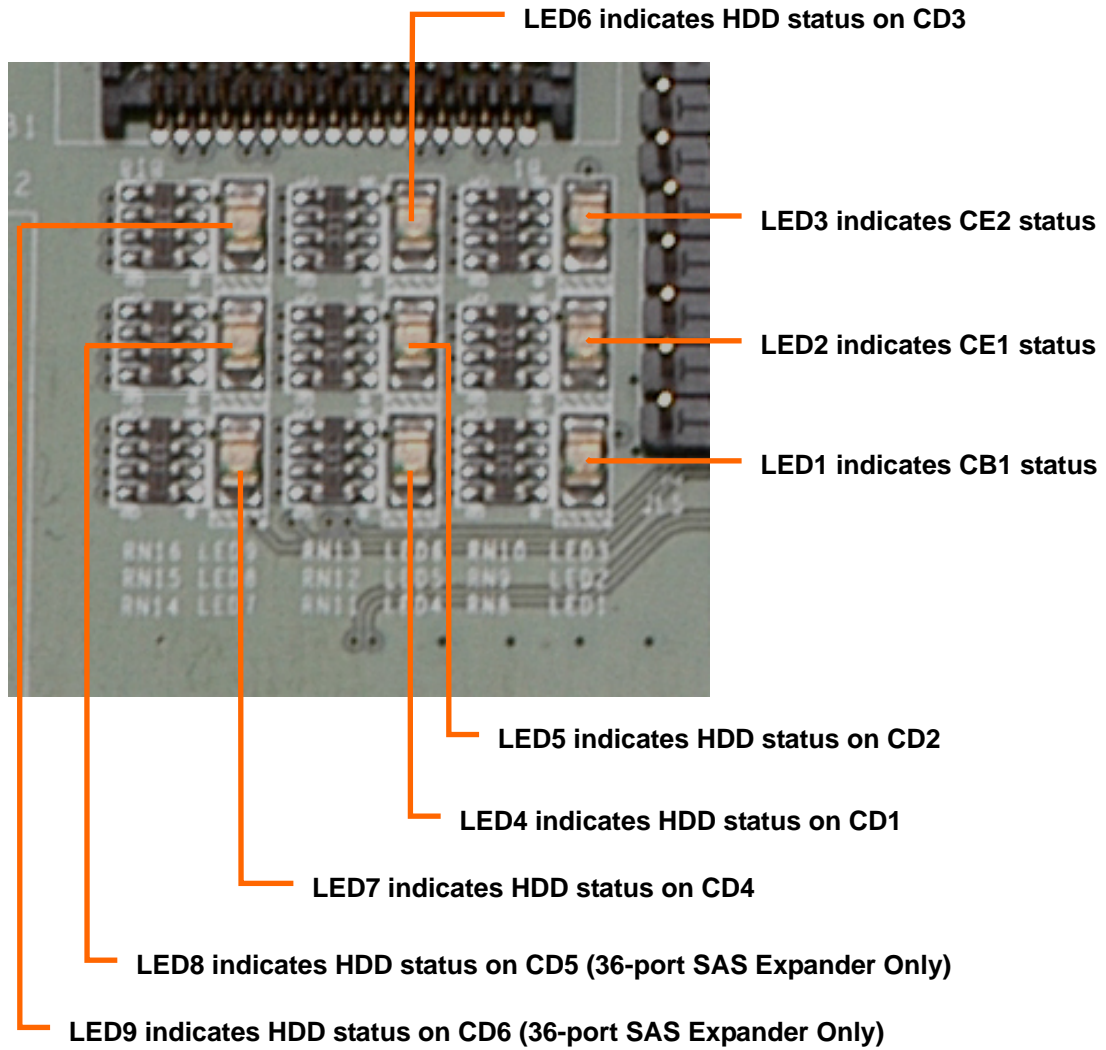 LED6 indicates HDD status on CD3
LED3 indicates CE2 status
LED2 indicates CE1 status
LED1 indicates CB1 status
RN16 LED9 RN13 LED6 RN10 LED3
RN15 LED8 RN12 LED5 RN9 LED2
RN14 LED7 RN11 LED4 RN8 LED1
LED5 indicates HDD status on CD2
LED4 indicates HDD status on CD1
LED7 indicates HDD status on CD4
LED8 indicates HDD status on CD5 (36-port SAS Expander Only)
LED9 indicates HDD status on CD6 (36-port SAS Expander Only)